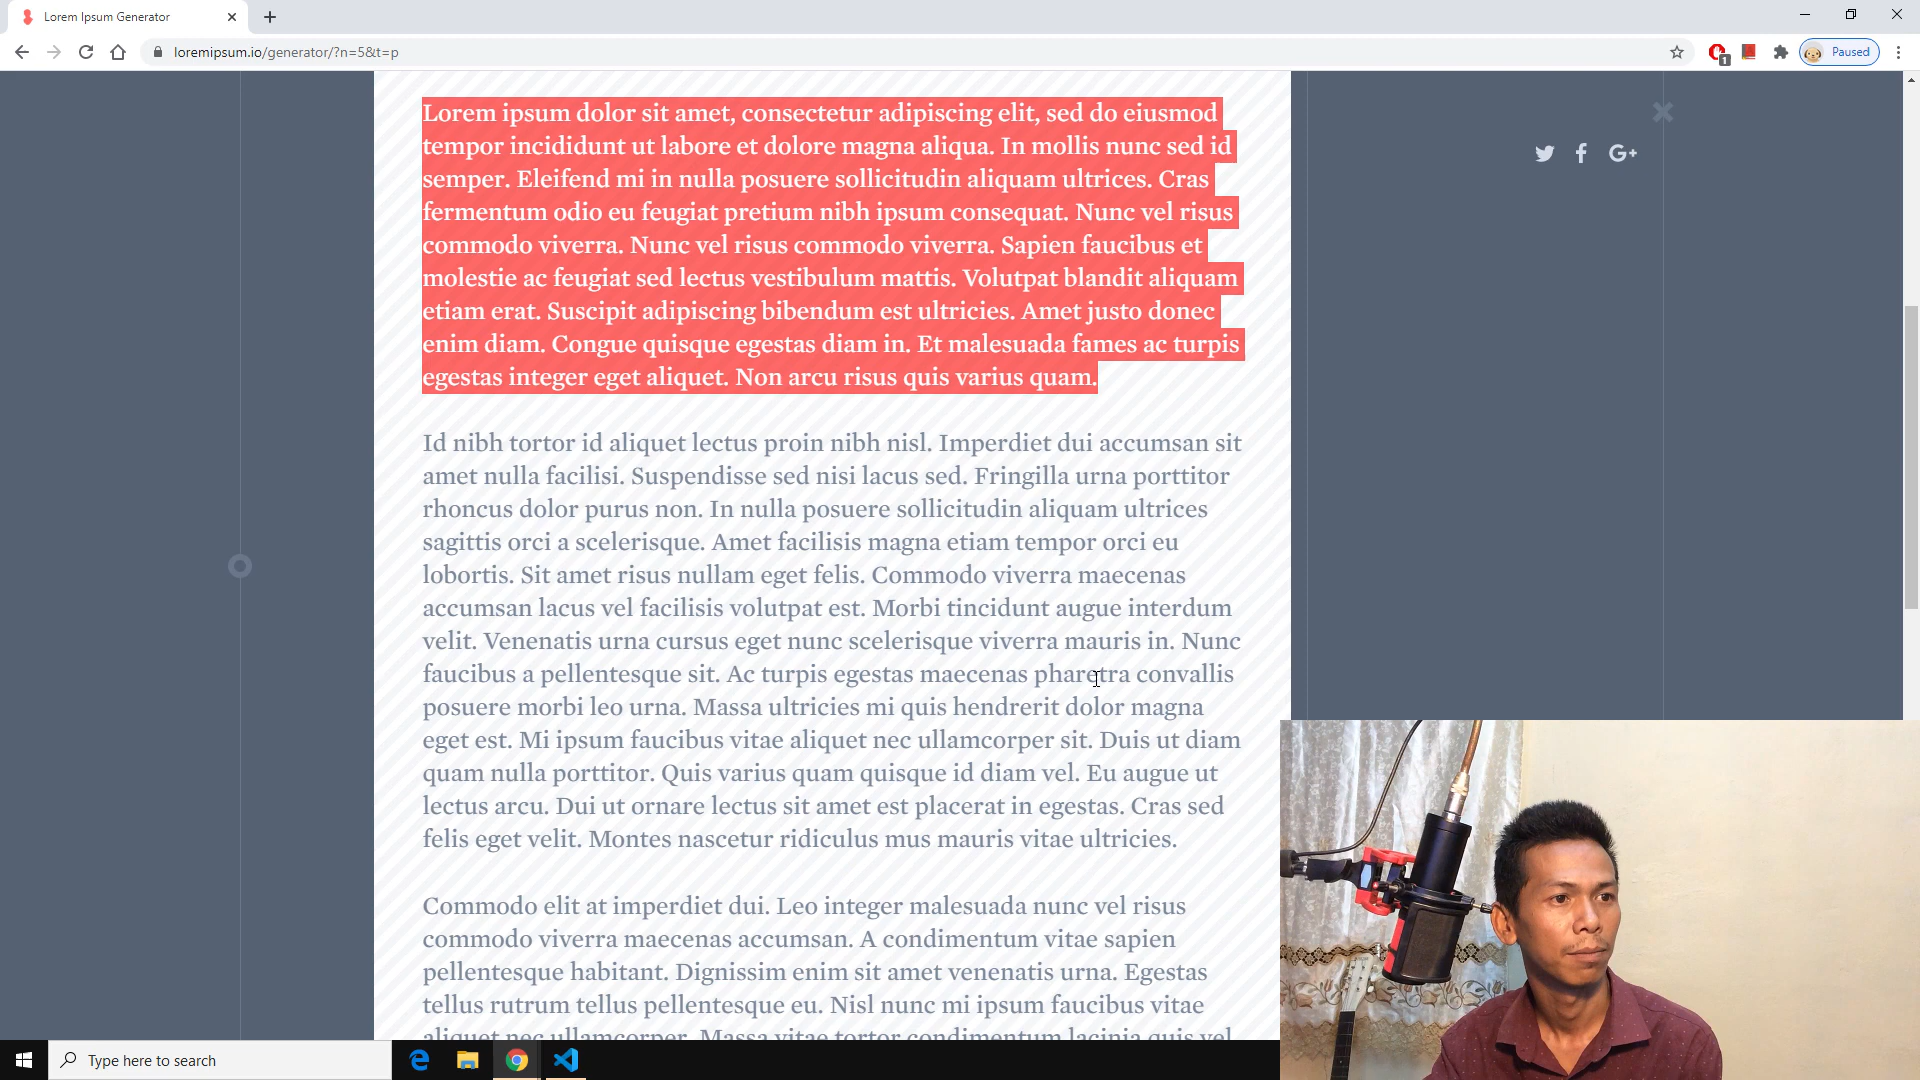 Lorem Ipsum Generator
loremipsum.io/generator/?n=5&t=p
1
Paused
Lorem ipsum dolor sit amet, consectetur adipiscing elit, sed do eiusmod
tempor incididunt ut labore et dolore magna aliqua. In mollis nunc sed id
semper. Eleifend mi in nulla posuere sollicitudin aliquam ultrices. Cras
fermentum odio eu feugiat pretium nibh ipsum consequat. Nunc vel risus
commodo viverra. Nunc vel risus commodo viverra. Sapien faucibus et
molestie ac feugiat sed lectus vestibulum mattis. Volutpat blandit aliquam
etiam erat. Suscipit adipiscing bibendum est ultricies. Amet justo donec
enim diam. Congue quisque egestas diam in. Et malesuada fames ac turpis
egestas integer eget aliquet. Non arcu risus quis varius quam.
G+
Id nibh tortor id aliquet lectus proin nibh nisl. Imperdiet dui accumsan sit
amet nulla facilisi. Suspendisse sed nisi lacus sed. Fringilla urna porttitor
rhoncus dolor purus non. In nulla posuere sollicitudin aliquam ultrices
sagittis orci a scelerisque. Amet facilisis magna etiam tempor orci eu
lobortis. Sit amet risus nullam eget felis. Commodo viverra maecenas
accumsan lacus vel facilisis volutpat est. Morbi tincidunt augue interdum
velit. Venenatis urna cursus eget nunc scelerisque viverra mauris in. Nunc
faucibus a pellentesque sit. Ac turpis egestas maecenas pharetra convallis
posuere morbi leo urna. Massa ultricies mi quis hendrerit dolor magna
eget est. Mi ipsum faucibus vitae aliquet nec ullamcorper sit. Duis ut diam
quam nulla porttitor. Quis varius quam quisque id diam vel. Eu augue ut
lectus arcu. Dui ut ornare lectus sit amet est placerat in egestas. Cras sed
felis eget velit. Montes nascetur ridiculus mus mauris vitae ultricies.
Commodo elit at imperdiet dui. Leo integer malesuada nunc vel risus
commodo viverra maecenas accumsan. A condimentum vitae sapien
pellentesque habitant. Dignissim enim sit amet venenatis urna. Egestas
tellus rutrum tellus pellentesque eu. Nisl nunc mi ipsum faucibus vitae
aliquet nec ullamcorper. Massa vitae tortor condimentum lacinia quis vel
Type here to search